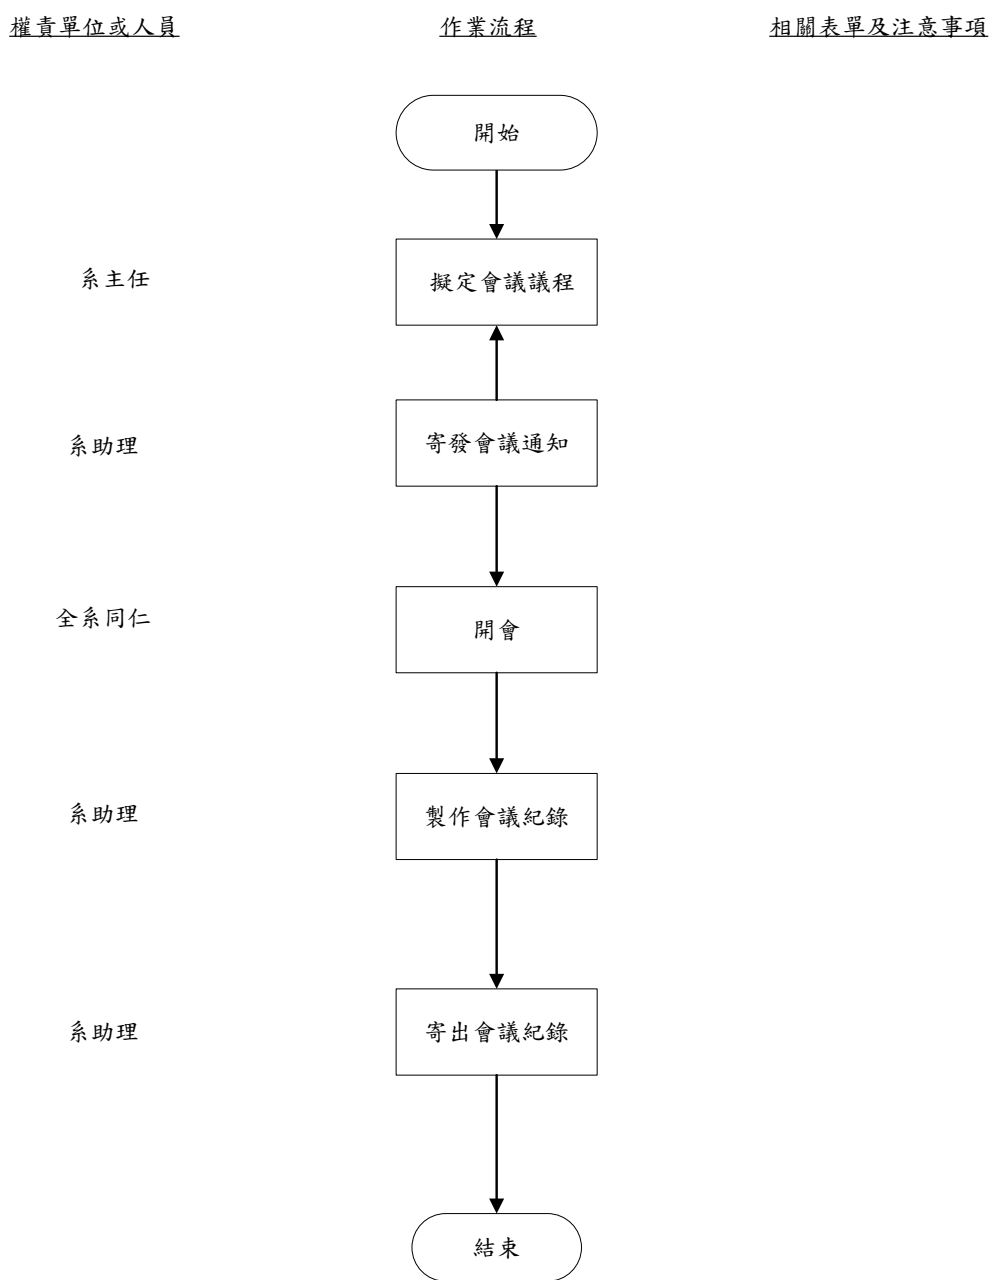 權責單位或人員
作業流程
相關表單及注意事項
開始
系主任
擬定會議議程
系助理
寄發會議通知
全系同仁
開會
系助理
製作會議紀錄
系助理
寄出會議紀錄
結束